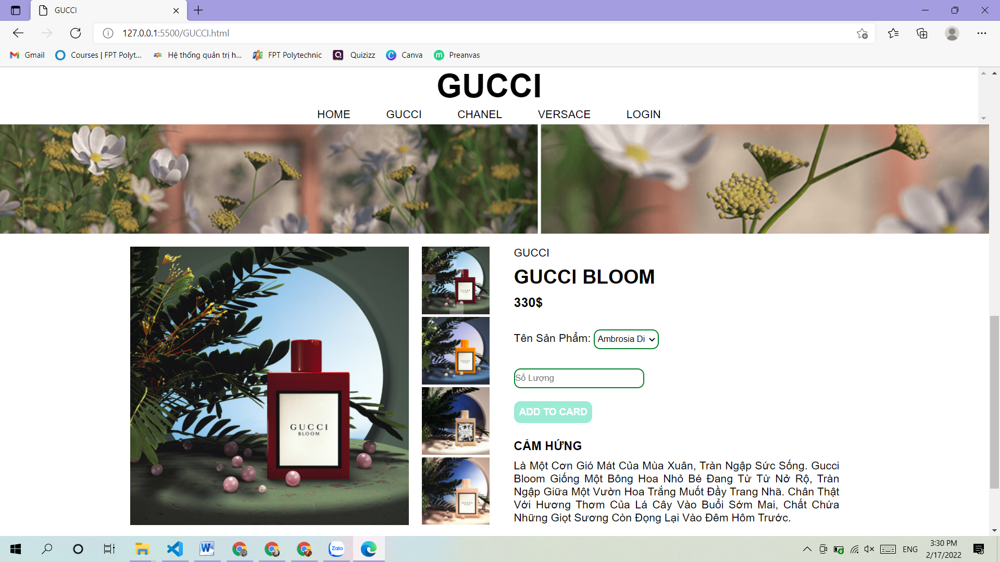 GUCCI
127.0.0.1:5500/GUCCI.html
Gmail
Courses | FPT Polyt...
Hệ thống quản trị h...
FPT Polytechnic
Quizizz
Canva
Preanvas
GUCCI
HOME
GUCCI
CHANEL
VERSACE
LOGIN
GUCCI
BLOOM
GUCCI
GUCCI
GUCCI
GUCCI
GUCCI
GUCCI BLOOM
330$
Tên Sản Phẩm: Ambrosia Di
Số Lượng
ADD TO CARD
CẢM HỨNG
Là Một Cơn Gió Mát Của Mùa Xuân, Tràn Ngập Sức Sống. Gucci
Bloom Giống Một Bông Hoa Nhỏ Bé Đang Từ Từ Nở Rộ, Tràn
Ngập Giữa Một Vườn Hoa Trắng Muốt Đầy Trang Nhã. Chân Thật
Với Hương Thơm Của Lá Cây Vào Buổi Sớm Mai, Chất Chứa
Những Giọt Sương Còn Đọng Lại Vào Đêm Hôm Trước.
Zalo
ENG
3:30 PM
2/17/2022